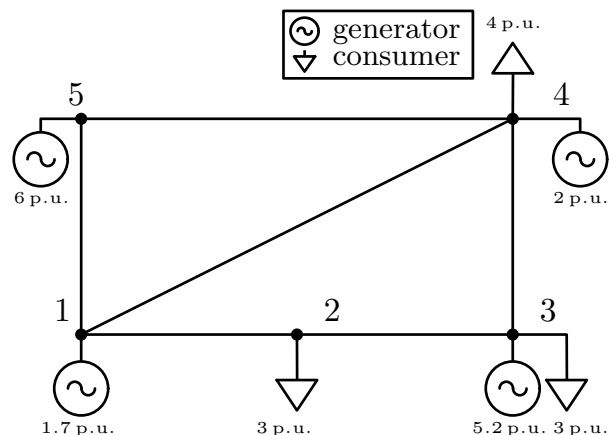 generator
consumer
4 p.u.
5
4
6 p.u.
2 p.u.
1
2
3
1.7 p.u.
3 p.u.
5.2 p.u.
3 p.u.